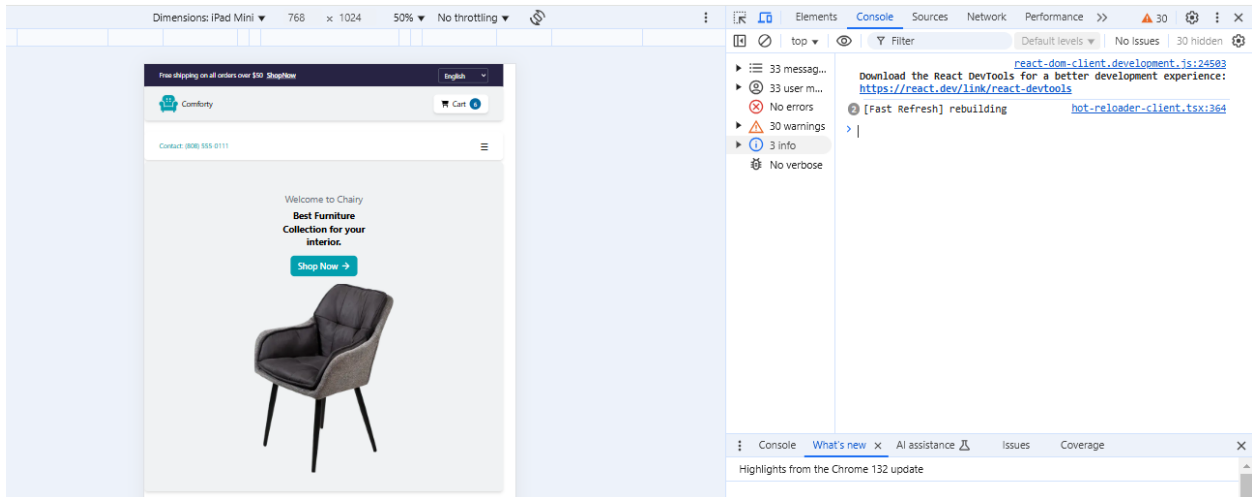 Dimensions: iPad Mini ▼ 768 x 1024 50% ▼ No throttling ▼
Free shipping on all orders over $50 ShopNow
English
Comforty
Cart 6
Contact: (808) 555-0111
Welcome to Chairy
Best Furniture
Collection for your
interior.
Shop Now →
Elements Console Sources Network Performance >> 30
top ▼ Filter Default levels ▼ No Issues 30 hidden
33 messag...
33 user m...
No errors
30 warnings
3 info
No verbose
react-dom-client.development.js:24503
Download the React DevTools for a better development experience:
https://react.dev/link/react-devtools
2 [Fast Refresh] rebuilding hot-reloader-client.tsx:364
>
Console What's new x AI assistance Issues Coverage
Highlights from the Chrome 132 update